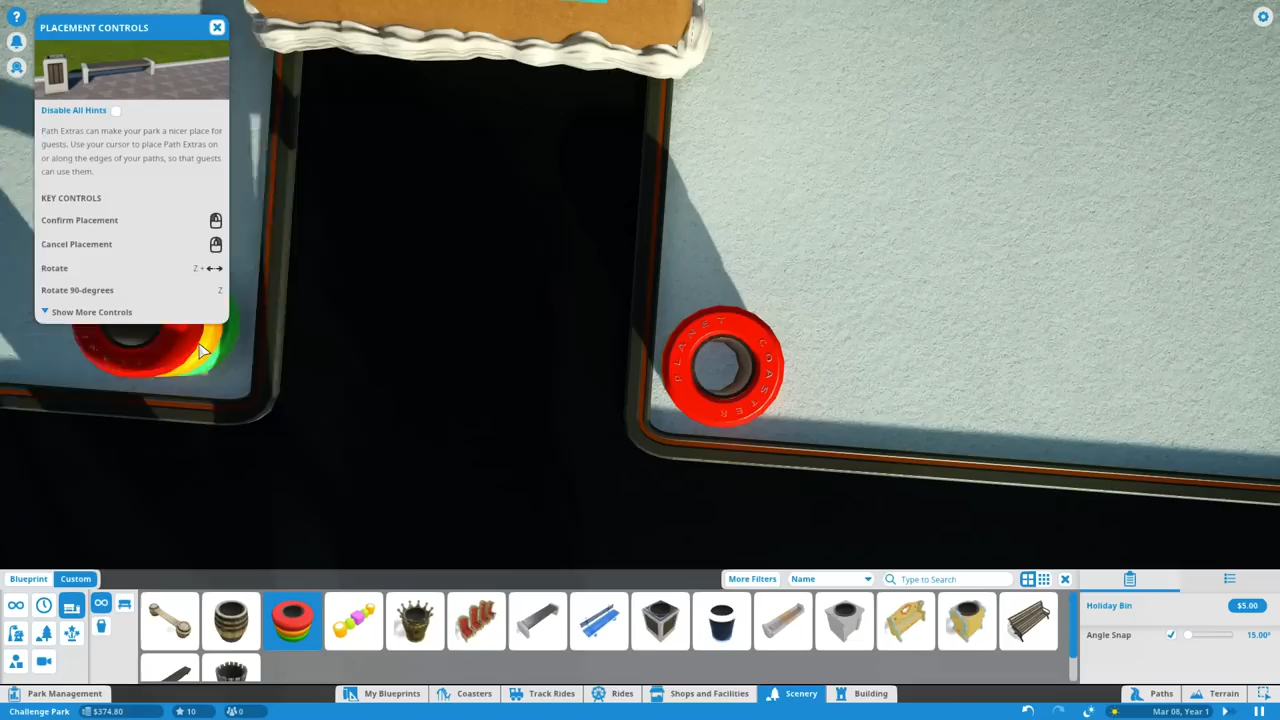 PLACEMENT CONTROLS
Disable All Hints
Path Extras can make your park a nicer place for
guests. Use your cursor to place Path Extras on
or along the edges of your paths, so that guests
can use them.
KEY CONTROLS
Confirm Placement
Cancel Placement
Rotate Z +
Rotate 90-degrees Z
Show More Controls
PLANET COASTER
Blueprint Custom
More Filters Name Type to Search
Holiday Bin $5.00
Angle Snap 15.00°
Park Management My Blueprints Coasters Track Rides Rides Shops and Facilities Scenery Building Paths Terrain
Challenge Park $374.80 10 0 Mar 08, Year 1